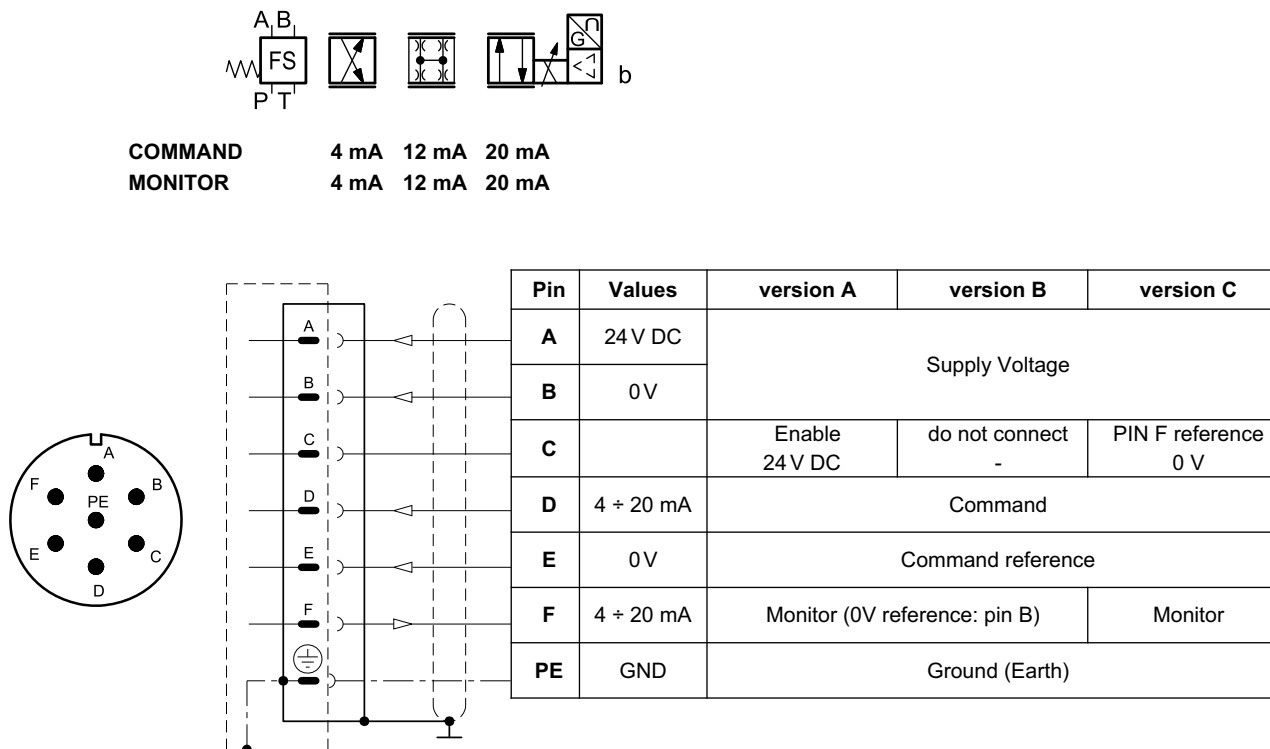 A B
FS
P T
G
b
COMMAND 4 mA 12 mA 20 mA
MONITOR 4 mA 12 mA 20 mA
Pin Values version A version B version C
A 24 V DC Supply Voltage
B 0 V
C Enable 24 V DC do not connect - PIN F reference 0 V
D 4 ÷ 20 mA Command
E 0 V Command reference
F 4 ÷ 20 mA Monitor (0V reference: pin B) Monitor
PE GND Ground (Earth)
A
B
C
D
E
F
A
B
C
D
E
F
PE